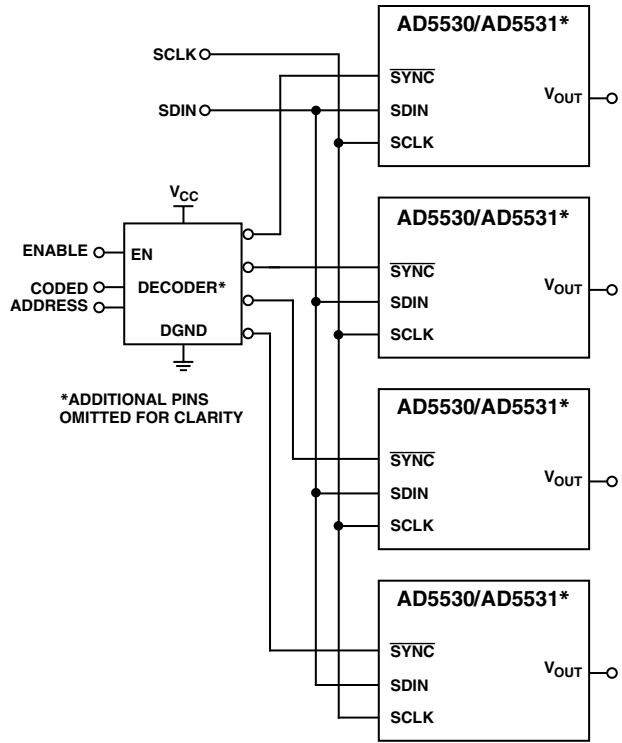 SCLK
SDIN
VCC
ENABLE
EN
CODED
ADDRESS
DECODER*
DGND
*ADDITIONAL PINS
OMITTED FOR CLARITY
AD5530/AD5531*
SYNC
SDIN
SCLK
VOUT
AD5530/AD5531*
SYNC
SDIN
SCLK
VOUT
AD5530/AD5531*
SYNC
SDIN
SCLK
VOUT
AD5530/AD5531*
SYNC
SDIN
SCLK
VOUT